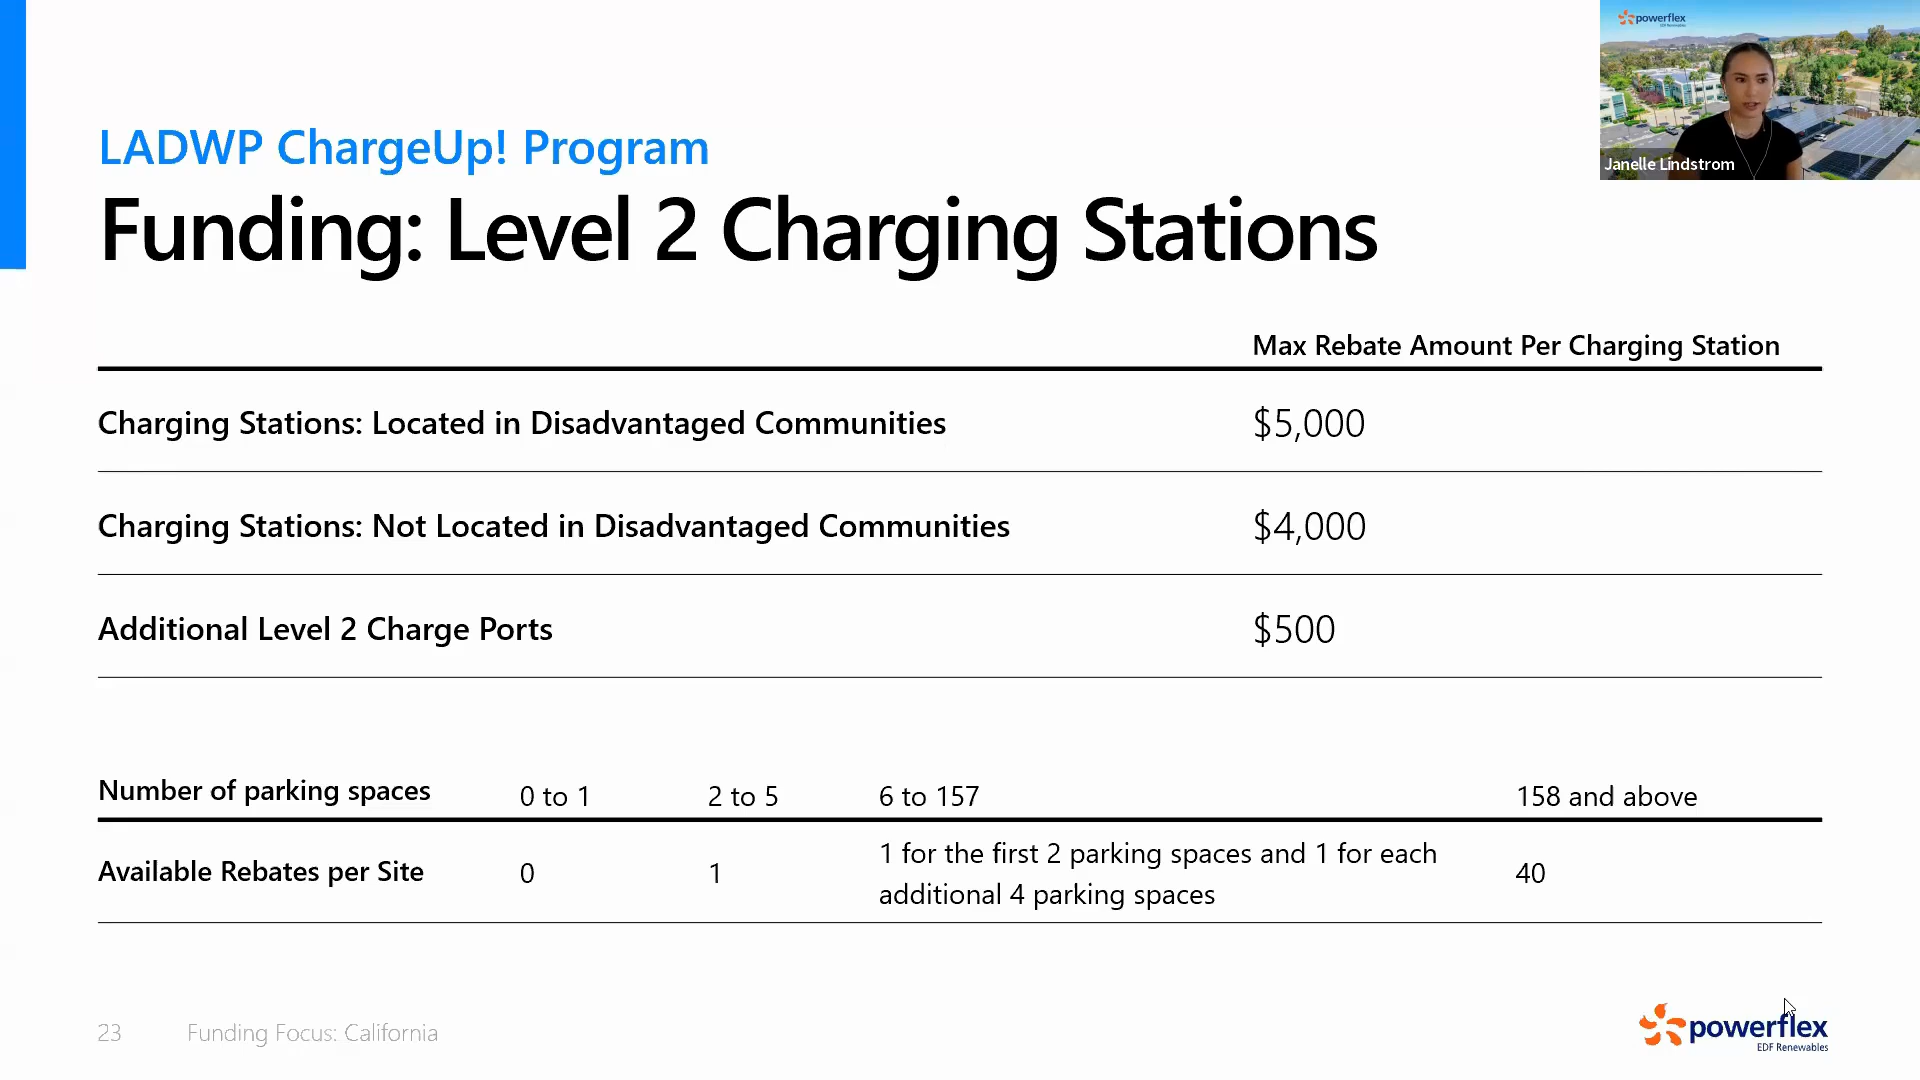 powerflex
Janelle Lindstrom
LADWP ChargeUp! Program
Funding: Level 2 Charging Stations
Max Rebate Amount Per Charging Station
Charging Stations: Located in Disadvantaged Communities $5,000
Charging Stations: Not Located in Disadvantaged Communities $4,000
Additional Level 2 Charge Ports $500
Number of parking spaces 0 to 1 2 to 5 6 to 157 158 and above
Available Rebates per Site 0 1 1 for the first 2 parking spaces and 1 for each additional 4 parking spaces 40
23 Funding Focus: California
powerflex
EDF Renewables